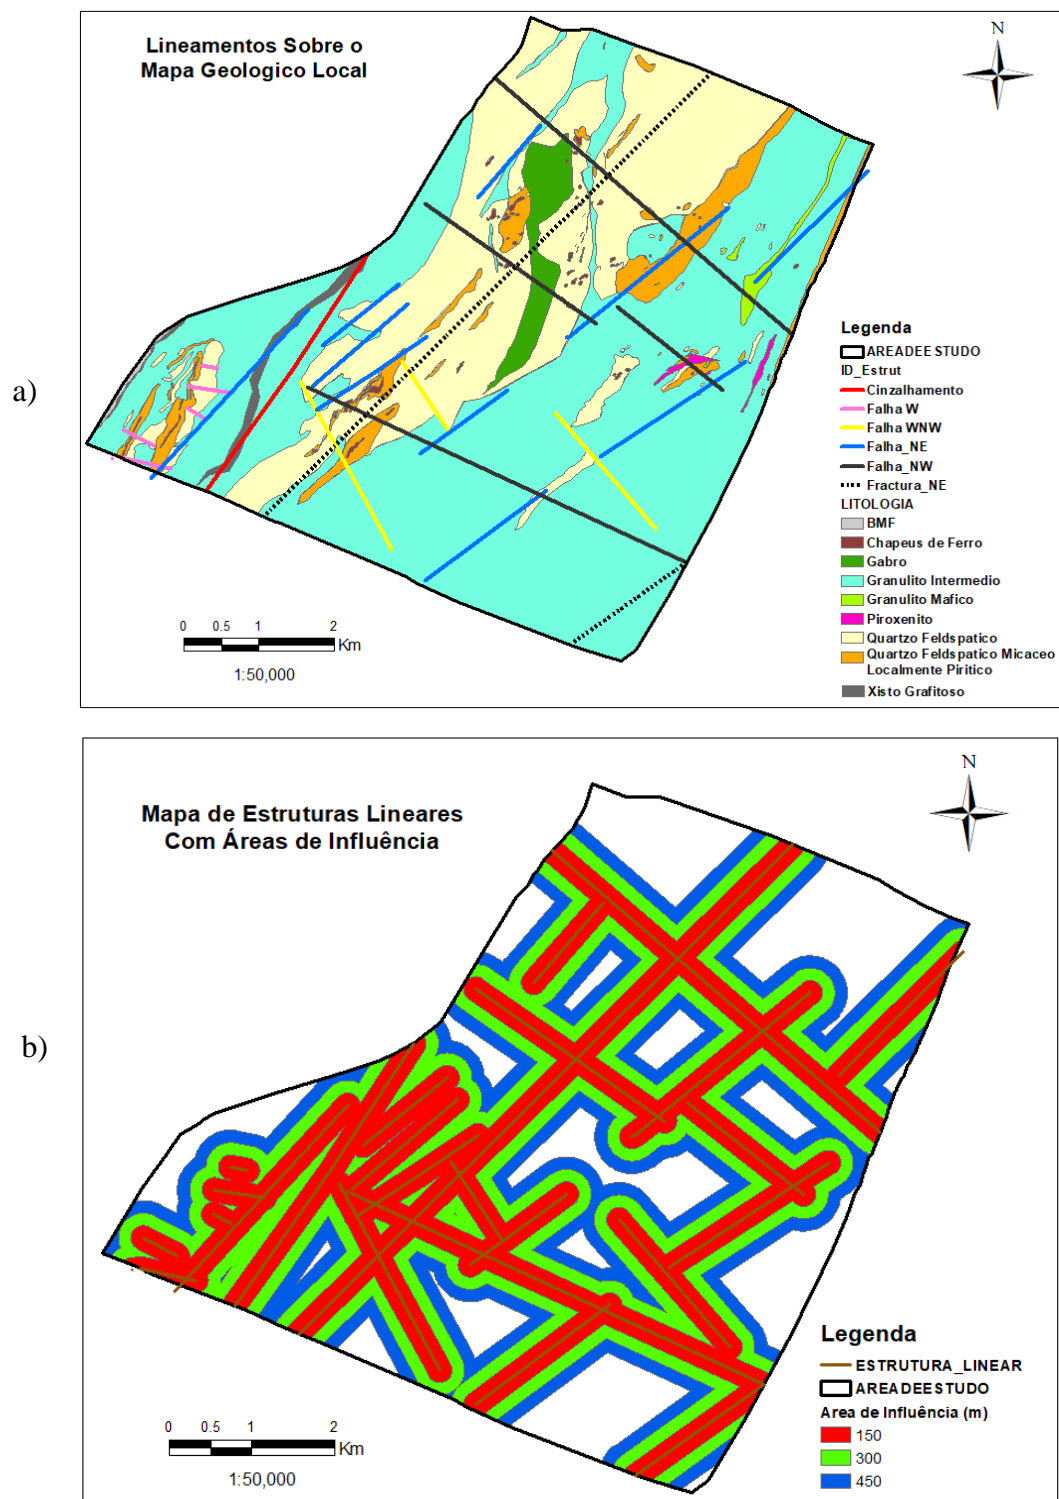 a)
Lineamentos Sobre o
Mapa Geologico Local
N
Legenda
AREADEESTUDO
ID_Estrut
Cinzalhamento
Falha W
Falha WNW
Falha_NE
Falha_NW
Fractura_NE
LITOLOGIA
BMF
Chapeus de Ferro
Gabro
Granulito Intermedio
Granulito Mafico
Piroxenito
Quartzo Feldspatico
Quartzo Feldspatico Micaceo
Localmente Piritico
Xisto Grafitoso
0 0.5 1 2
Km
1:50,000
b)
Mapa de Estruturas Lineares
Com Áreas de Influência
N
Legenda
ESTRUTURA_LINEAR
AREADEESTUDO
Area de Influência (m)
150
300
450
0 0.5 1 2
Km
1:50,000